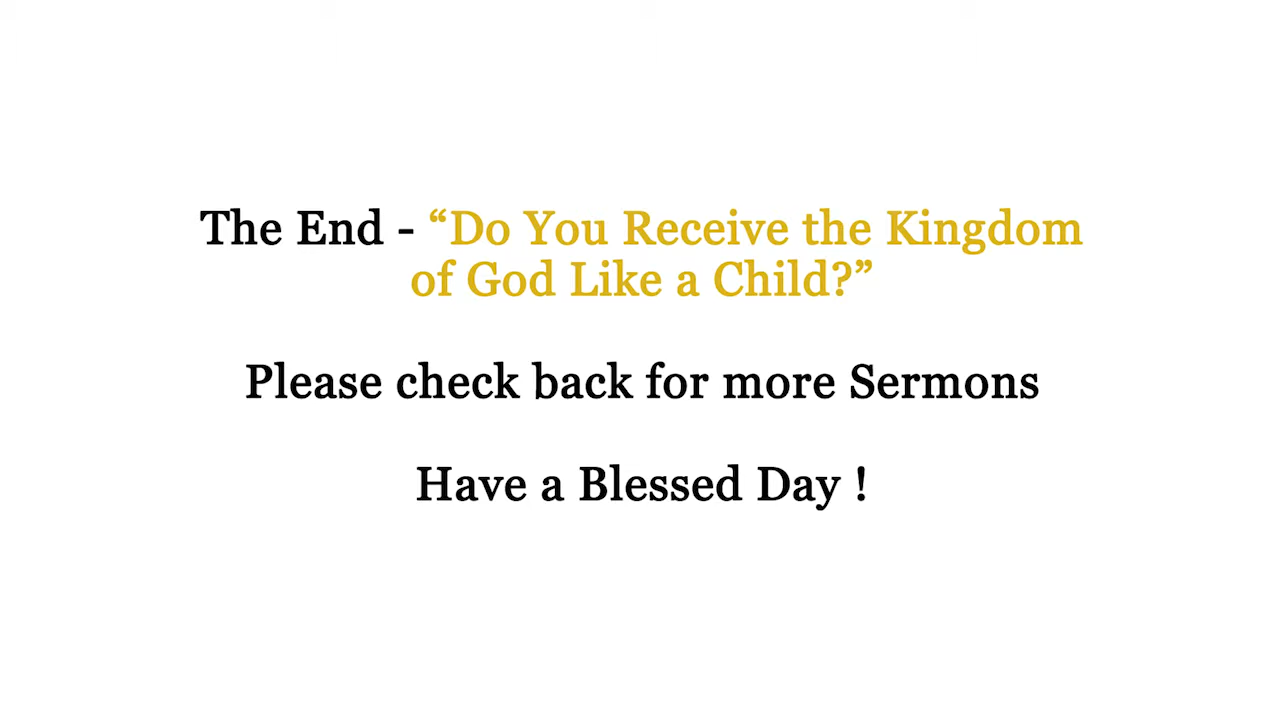 The End - “Do You Receive the Kingdom
of God Like a Child?”
Please check back for more Sermons
Have a Blessed Day !